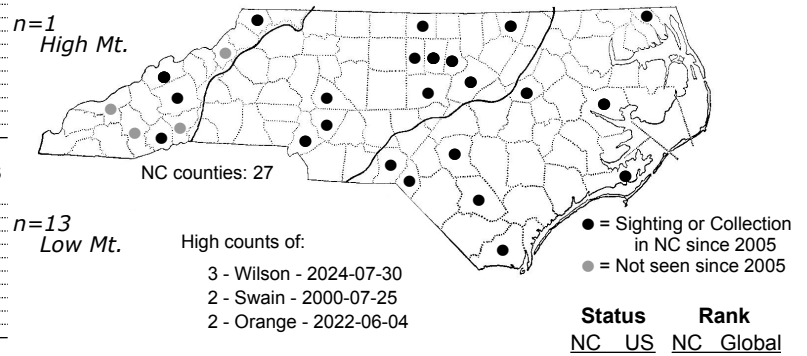 n=1
High Mt.
NC counties: 27
n=13
Low Mt.
High counts of:
3 - Wilson - 2024-07-30
2 - Swain - 2000-07-25
2 - Orange - 2022-06-04
● = Sighting or Collection
in NC since 2005
● = Not seen since 2005
Status Rank
NC US NC Global